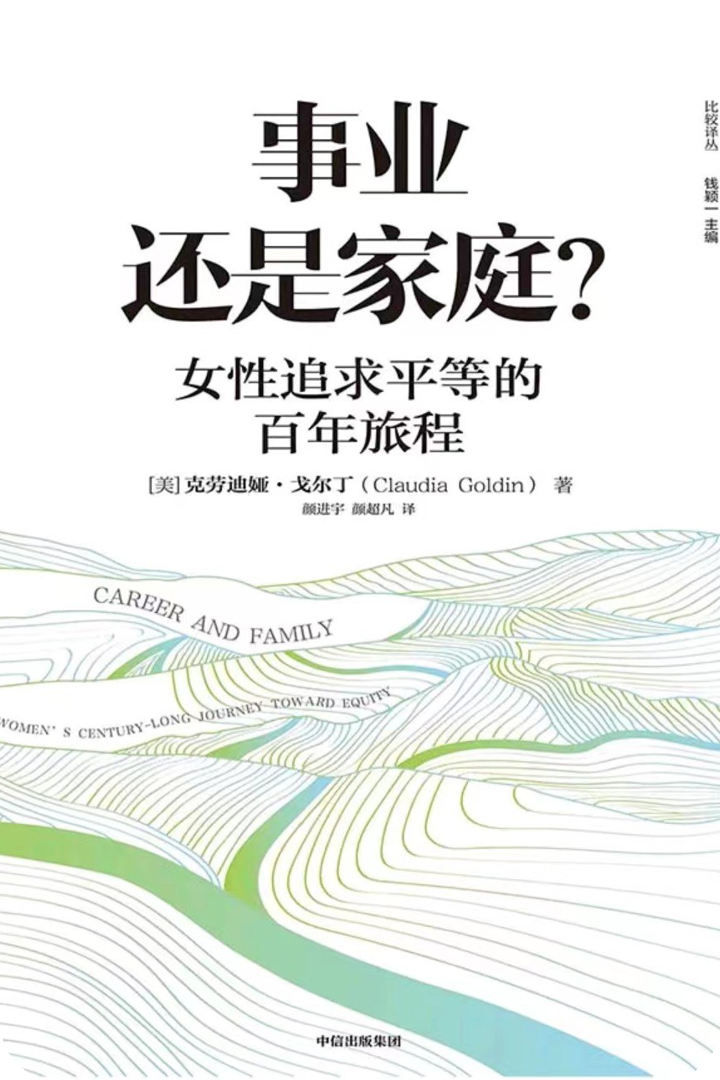 事业
还是家庭?
女性追求平等的
百年旅程
[美]克劳迪娅·戈尔丁(Claudia Goldin)著
颜进宇 颜超凡 译
比较译丛 钱颖一 主编
CAREER AND FAMILY
WOMEN'S CENTURY-LONG JOURNEY TOWARD EQUITY
中信出版集团